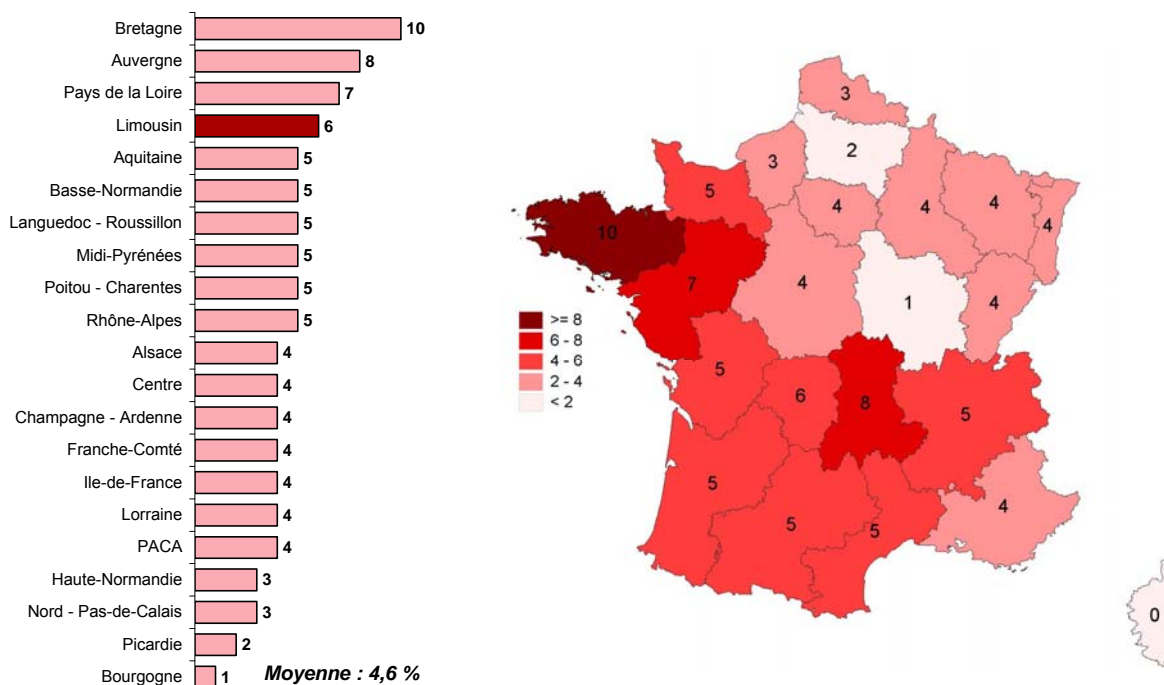 Bretagne 10
Auvergne 8
Pays de la Loire 7
Limousin 6
Aquitaine 5
Basse-Normandie 5
Languedoc - Roussillon 5
Midi-Pyrénées 5
Poitou - Charentes 5
Rhône-Alpes 5
Alsace 4
Centre 4
Champagne - Ardenne 4
Franche-Comté 4
Ile-de-France 4
Lorraine 4
PACA 4
Haute-Normandie 3
Nord - Pas-de-Calais 3
Picardie 2
Bourgogne 1
Moyenne : 4,6 %
3
2
3
5
4
4
4
4
10
7
4
1
4
>= 8
6 - 8
4 - 6
2 - 4
< 2
5
6
8
5
5
5
5
4
0